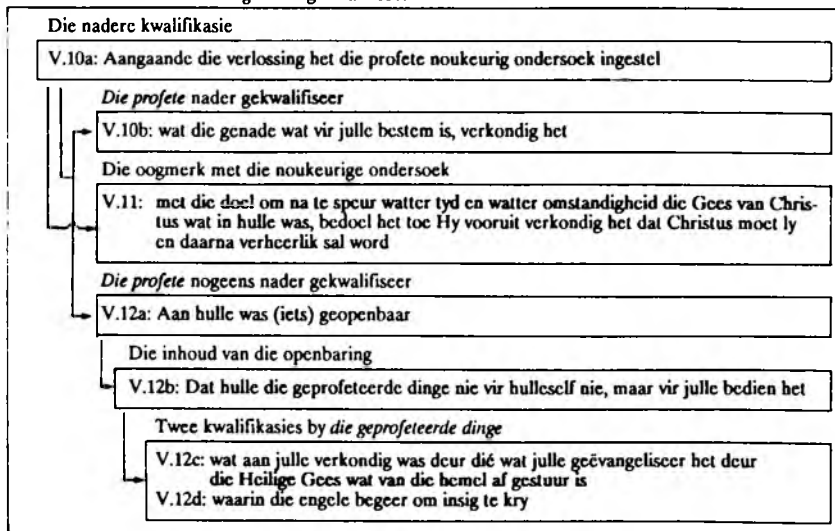 Die nadere kwalifikasie
V.10a: Aangaande die verlossing het die profete noukeurig ondersoek ingestel
Die profete nader gekwalifiseer
V.10b: wat die genade wat vir julle bestem is, verkondig het
Die oogmerk met die noukeurige ondersoek
V.11: met die doel om na te speur watter tyd en watter omstandigheid die Gees van Chris-
tus wat in hulle was, bedoel het toe Hy vooruit verkondig het dat Christus moet ly
en daarna verheerlik sal word
Die profete nogeens nader gekwalifiseer
V.12a: Aan hulle was (iets) geopenbaar
Die inhoud van die openbaring
V.12b: Dat hulle die geprofeteerde dinge nie vir hulleself nie, maar vir julle bedien het
Twee kwalifikasies by die geprofeteerde dinge
V.12c: wat aan julle verkondig was deur dié wat julle geëvangeliseer het deur
die Heilige Gees wat van die hemel af gestuur is
V.12d: waarin die engele begeer om insig te kry